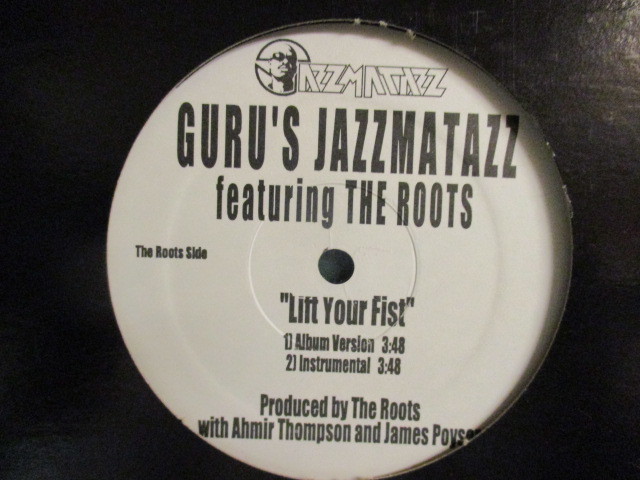 JAZZMATAZZ
GURU'S JAZZMATAZZ
featuring THE ROOTS
The Roots Side
"Lift Your Fist"
1) Album Version 3:48
2) Instrumental 3:48
Produced by The Roots
with Ahmir Thompson and James Poyser